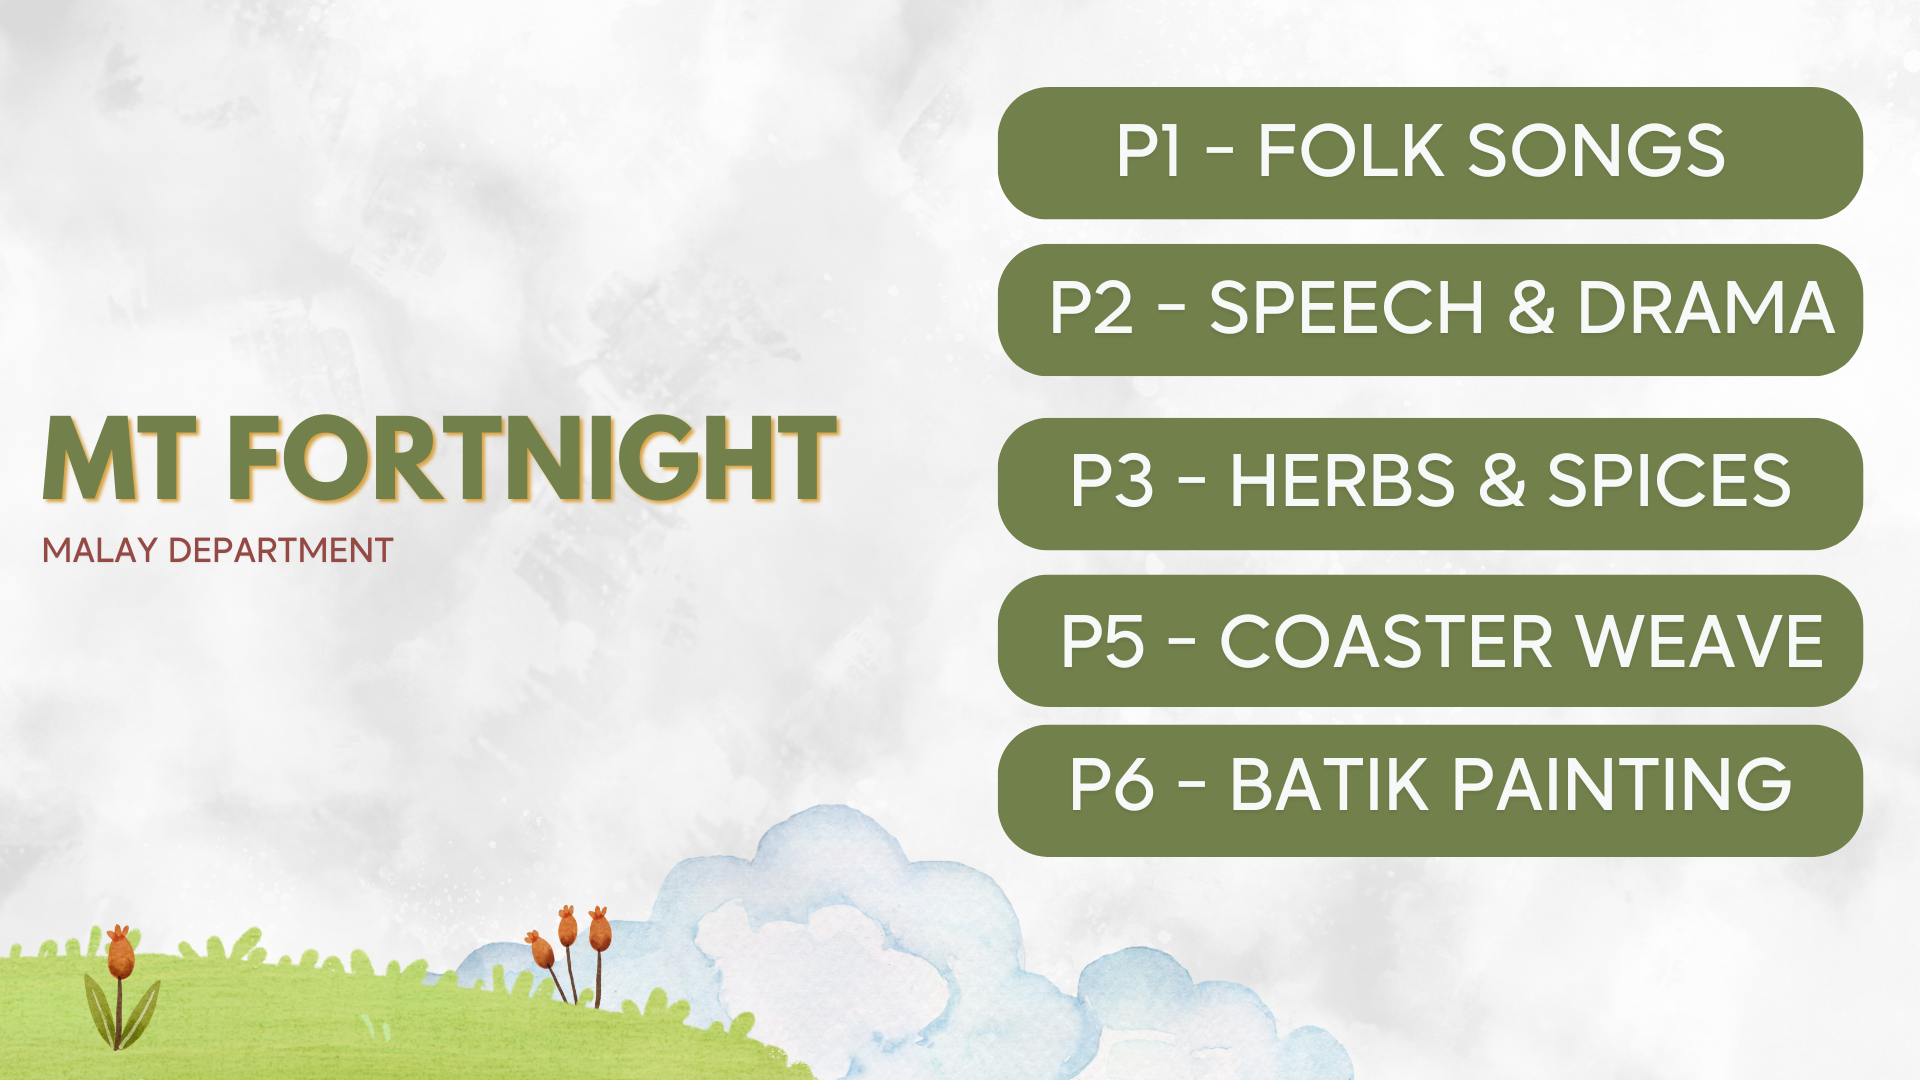 MT FORTNIGHT
MALAY DEPARTMENT
P1 - FOLK SONGS
P2 - SPEECH & DRAMA
P3 - HERBS & SPICES
P5 - COASTER WEAVE
P6 - BATIK PAINTING